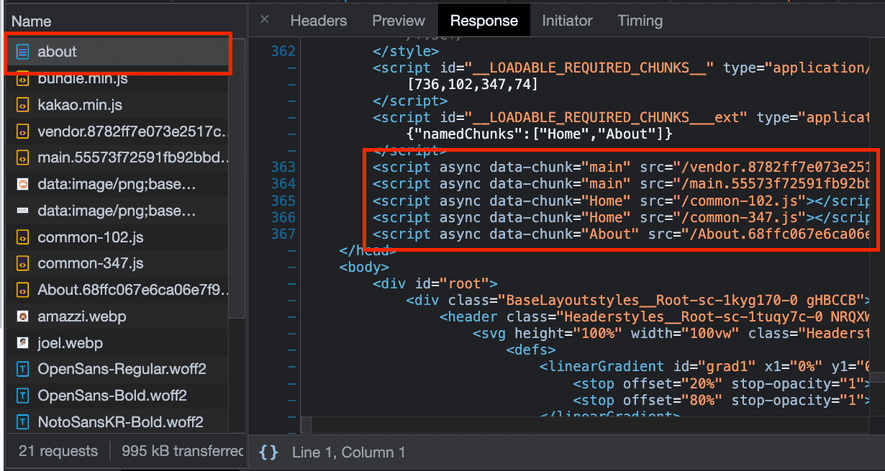 Name
about
bundle.min.js
kakao.min.js
vendor.8782ff7e073e2517c...
main.55573f72591fb92bbd...
data:image/png;base...
data:image/png;base...
common-102.js
common-347.js
About.68ffc067e6ca06e7f9...
amazzi.webp
joel.webp
OpenSans-Regular.woff2
OpenSans-Bold.woff2
NotoSansKR-Bold.woff2
21 requests 995 kB transferred
× Headers Preview Response Initiator Timing
362 </style>
– <script id="__LOADABLE_REQUIRED_CHUNKS__" type="application/
– [736,102,347,74]
– </script>
– <script id="__LOADABLE_REQUIRED_CHUNKS___ext" type="applicat
– {"namedChunks":["Home","About"]}
– </script>
363 <script async data-chunk="main" src="/vendor.8782ff7e073e251
364 <script async data-chunk="main" src="/main.55573f72591fb92bb
365 <script async data-chunk="Home" src="/common-102.js"></scrip
366 <script async data-chunk="Home" src="/common-347.js"></scrip
367 <script async data-chunk="About" src="/About.68ffc067e6ca06e
– </head>
– <body>
– <div id="root">
– <div class="BaseLayoutstyles__Root-sc-1kyg170-0 gHBCCB">
– <header class="Headerstyles__Root-sc-1tuqy7c-0 NRQXW
– <svg height="100%" width="100vw" class="Headerst
– <defs>
– <linearGradient id="grad1" x1="0%" y1="0
– <stop offset="20%" stop-opacity="1">
– <stop offset="80%" stop-opacity="1">
– </linearGradient>
{} Line 1, Column 1